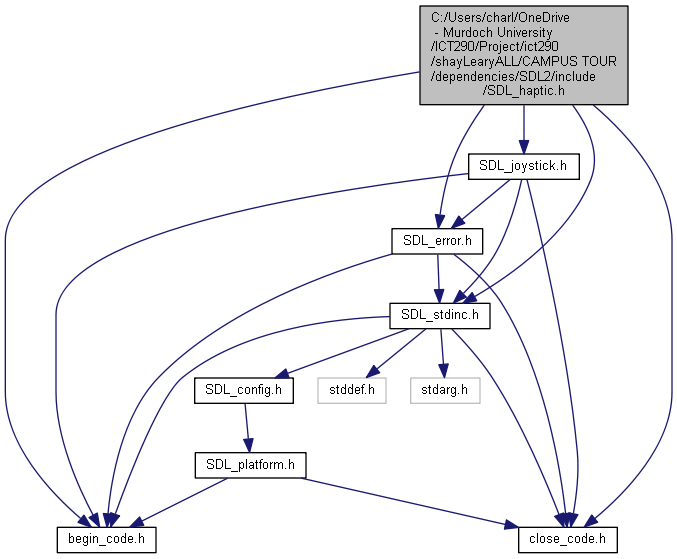 C:/Users/charl/OneDrive
- Murdoch University
/ICT290/Project/ict290
/shayLearyALL/CAMPUS TOUR
/dependencies/SDL2/include
/SDL_haptic.h
SDL_joystick.h
SDL_error.h
SDL_stdinc.h
SDL_config.h
stddef.h
stdarg.h
SDL_platform.h
begin_code.h
close_code.h